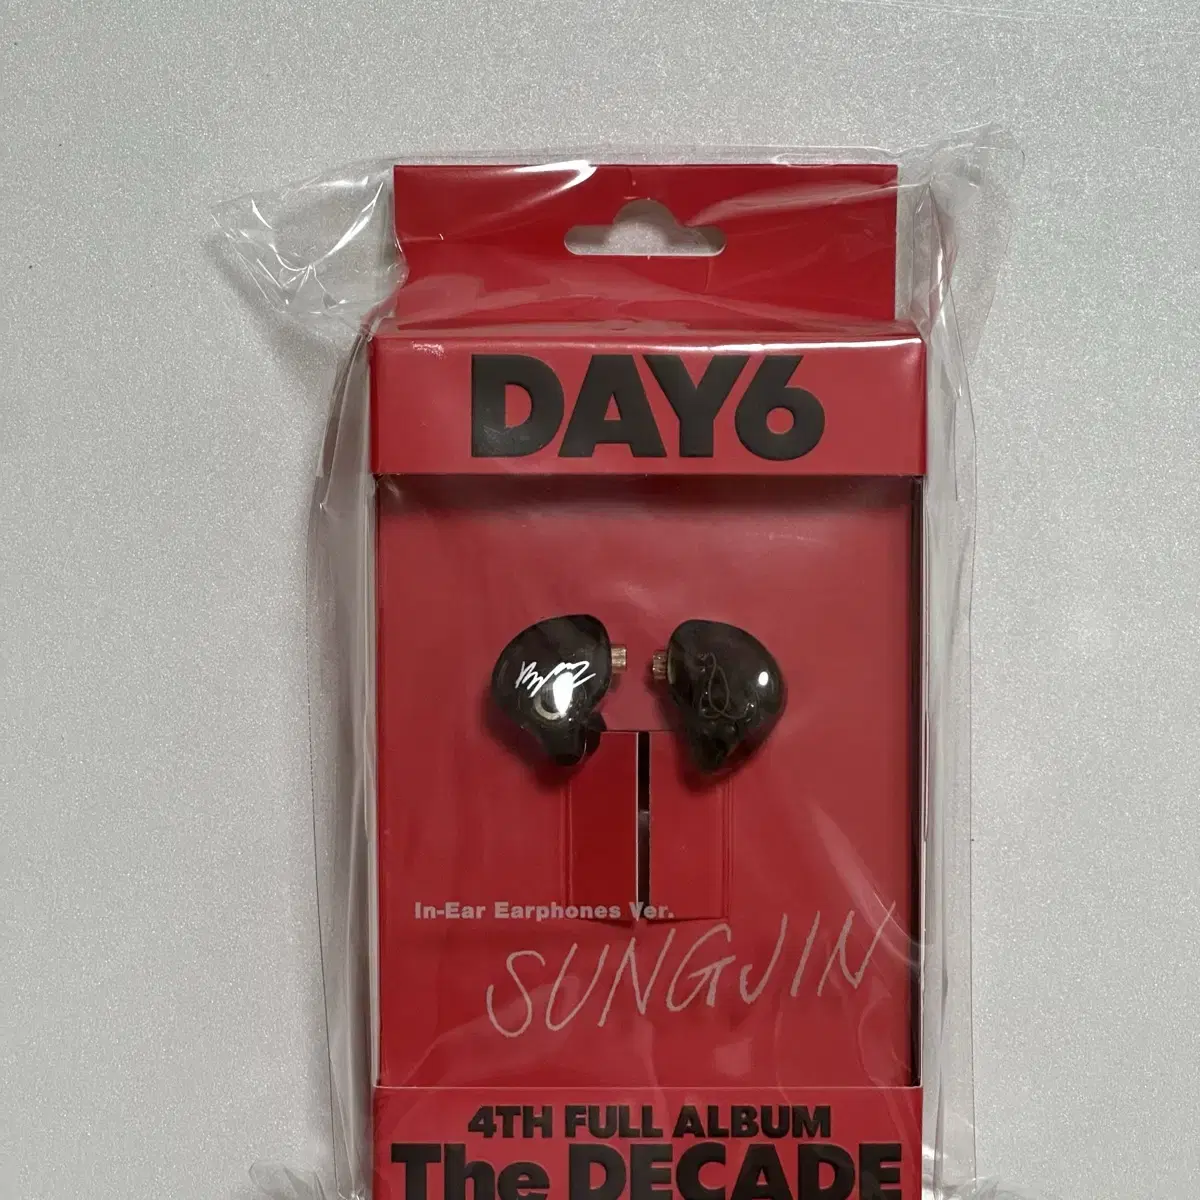 DAY6
In-Ear Earphones Ver.
SUNGJIN
4TH FULL ALBUM
The DECADE